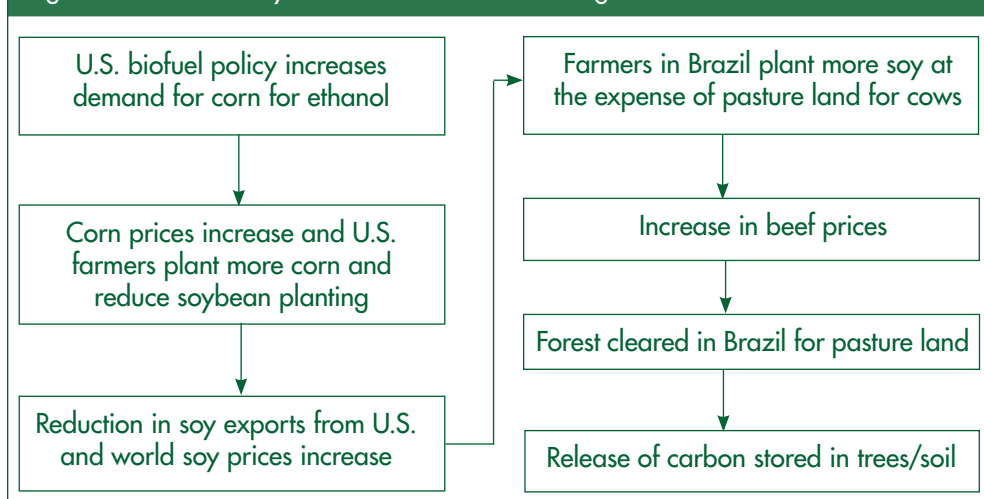 U.S. biofuel policy increases
demand for corn for ethanol
Corn prices increase and U.S.
farmers plant more corn and
reduce soybean planting
Reduction in soy exports from U.S.
and world soy prices increase
Farmers in Brazil plant more soy at
the expense of pasture land for cows
Increase in beef prices
Forest cleared in Brazil for pasture land
Release of carbon stored in trees/soil